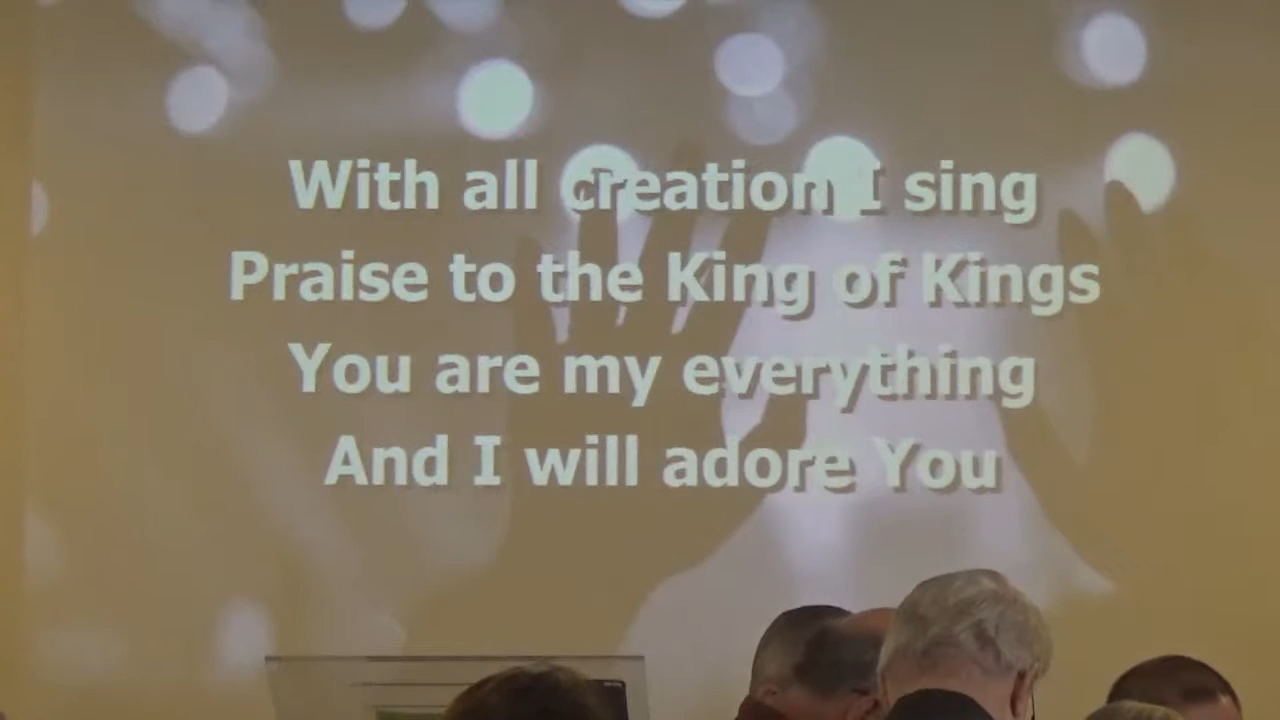 With all creation I sing
Praise to the King of Kings
You are my everything
And I will adore You